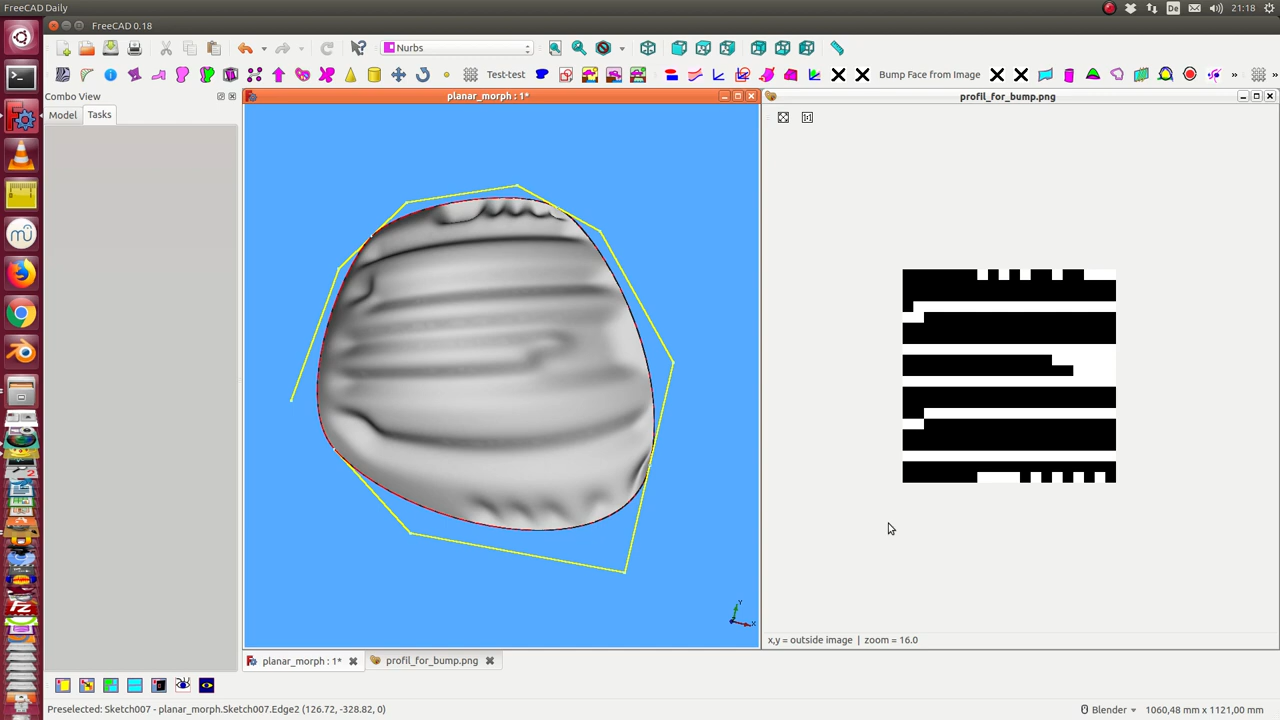 FreeCAD Daily
De
21:18
FreeCAD 0.18
Nurbs
Test-test
Bump Face from Image
Combo View
planar_morph : 1*
profil_for_bump.png
Model
Tasks
Y
X
x,y = outside image | zoom = 16.0
planar_morph : 1*
profil_for_bump.png
Preselected: Sketch007 - planar_morph.Sketch007.Edge2 (126.72, -328.82, 0)
Blender
1060,48 mm x 1121,00 mm